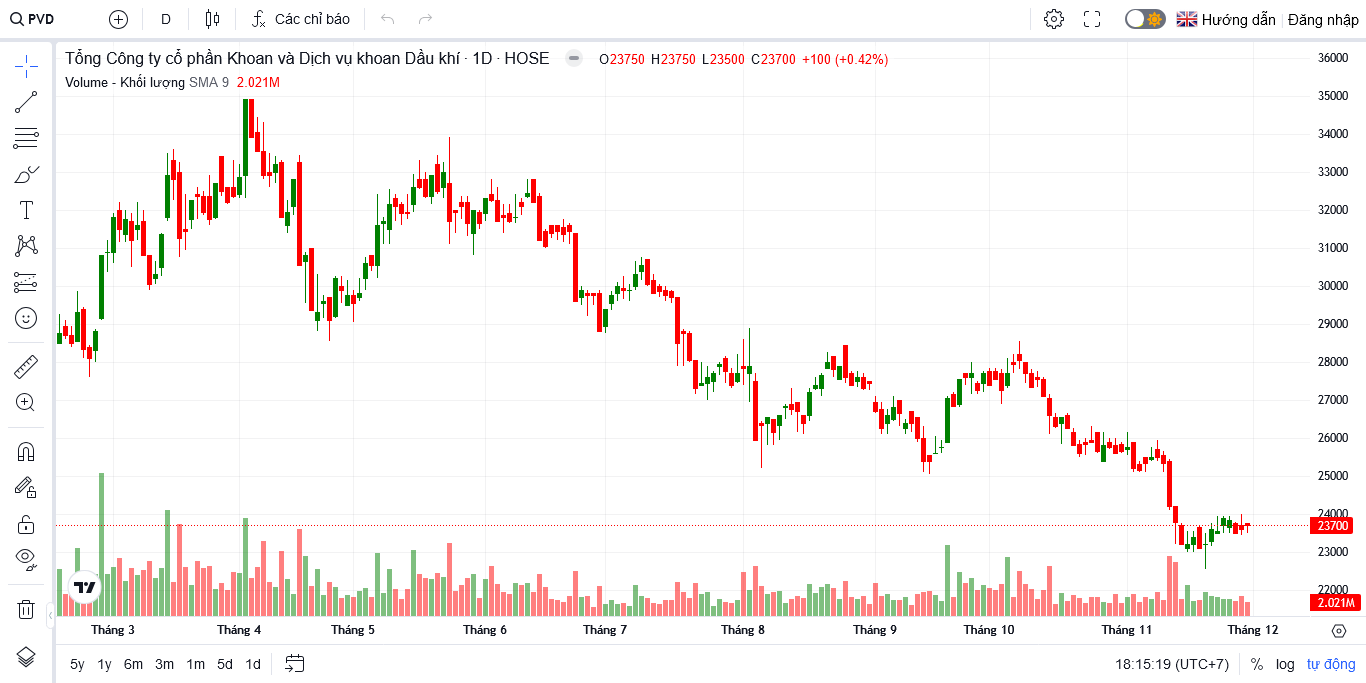 PVD D Các chỉ báo Hướng dẫn Đăng nhập
Tổng Công ty cổ phần Khoan và Dịch vụ khoan Dầu khí · 1D · HOSE O23750 H23750 L23500 C23700 +100 (+0.42%)
Volume - Khối lượng SMA 9 2.021M
36000
35000
34000
33000
32000
31000
30000
29000
28000
27000
26000
25000
24000
23700
23000
22000
2.021M
Tháng 3 Tháng 4 Tháng 5 Tháng 6 Tháng 7 Tháng 8 Tháng 9 Tháng 10 Tháng 11 Tháng 12
5y 1y 6m 3m 1m 5d 1d 18:15:19 (UTC+7) % log tự động